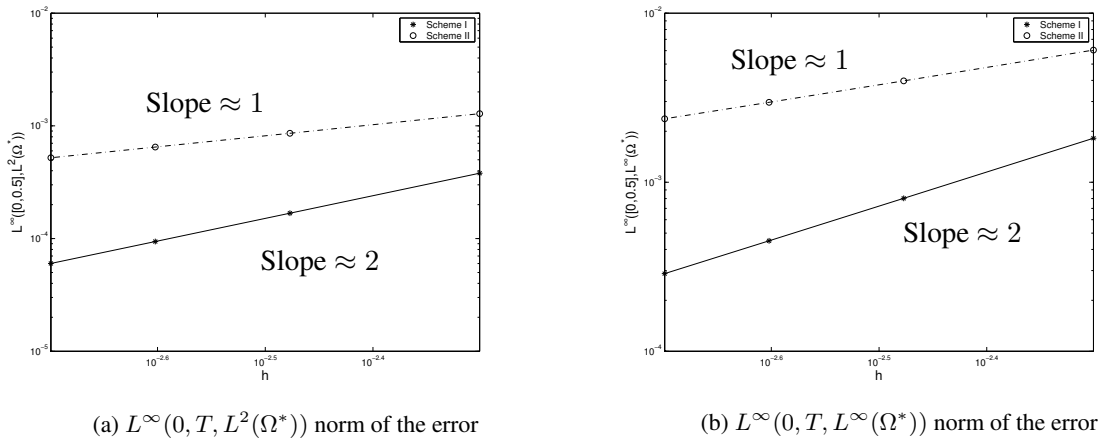 10⁻²
10⁻³
10⁻⁴
10⁻⁵
L^∞([0,0.5],L²(Ω*))
Scheme I
Scheme II
Slope ≈ 1
Slope ≈ 2
10^−2.6
10^−2.5
10^−2.4
h
(a) L^∞(0, T, L²(Ω*)) norm of the error
10⁻²
10⁻³
10⁻⁴
L^∞([0,0.5],L^∞(Ω*))
Scheme I
Scheme II
Slope ≈ 1
Slope ≈ 2
10^−2.6
10^−2.5
10^−2.4
h
(b) L^∞(0, T, L^∞(Ω*)) norm of the error